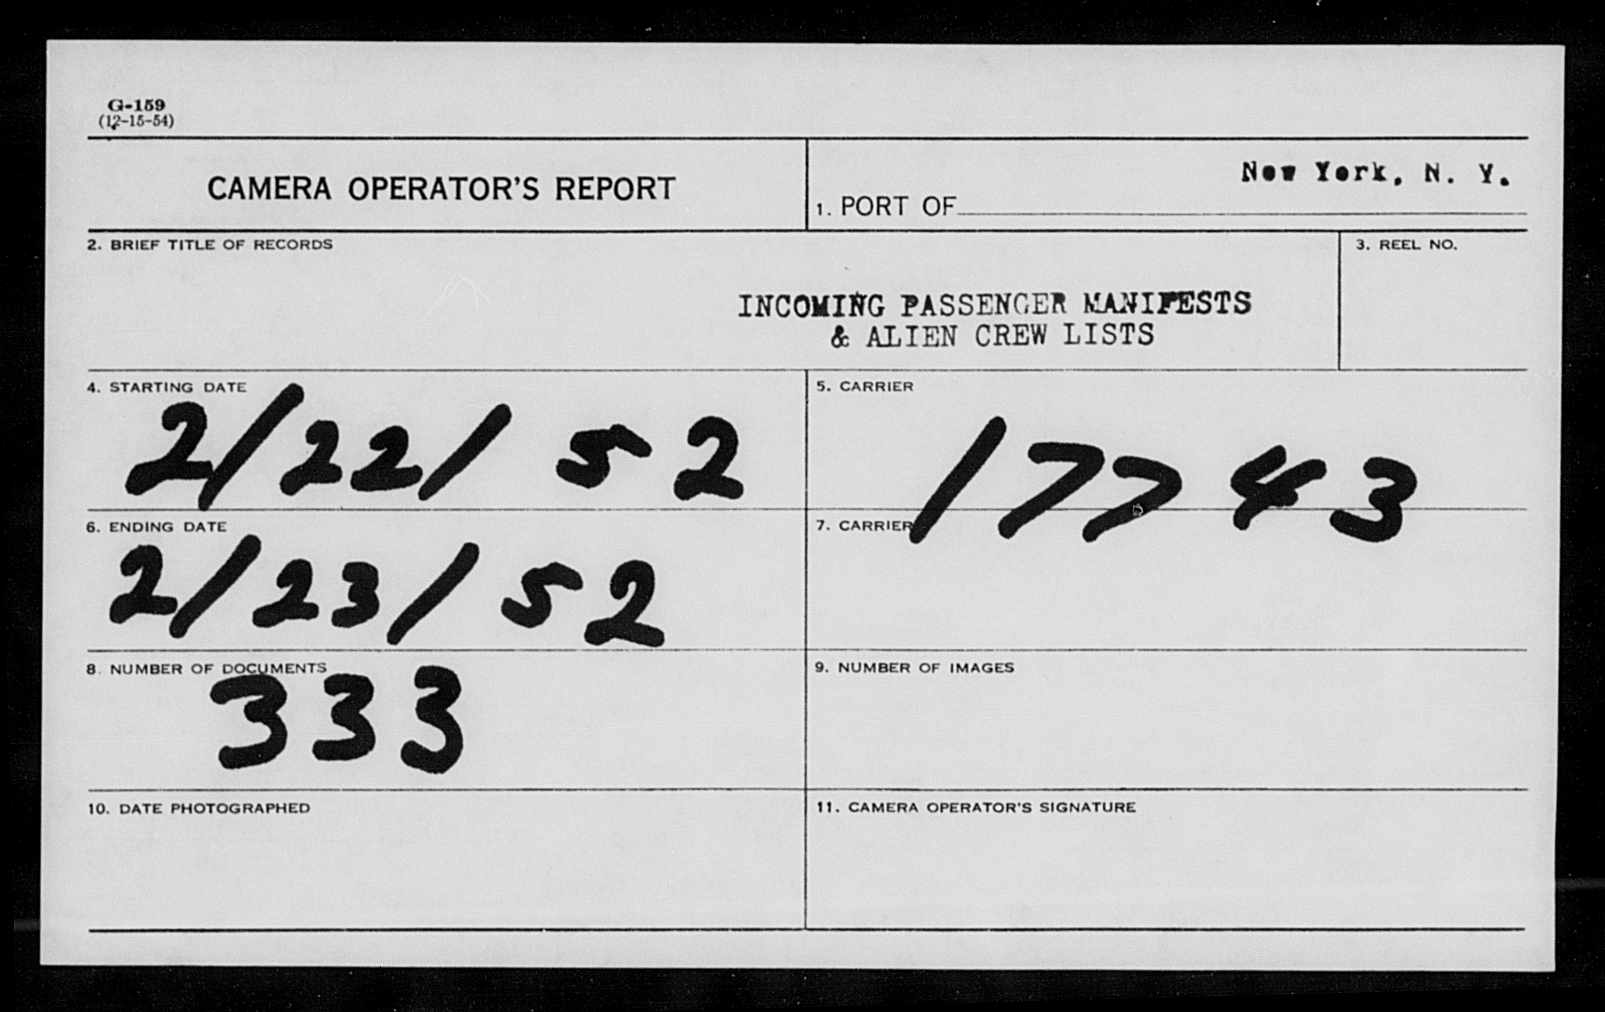 G-159
(12-15-54)
CAMERA OPERATOR'S REPORT
1. PORT OF
New York, N. Y.
2. BRIEF TITLE OF RECORDS
INCOMING PASSENGER MANIFESTS
& ALIEN CREW LISTS
3. REEL NO.
4. STARTING DATE
2/22/52
5. CARRIER
17743
6. ENDING DATE
2/23/52
7. CARRIER
8. NUMBER OF DOCUMENTS
333
9. NUMBER OF IMAGES
10. DATE PHOTOGRAPHED
11. CAMERA OPERATOR'S SIGNATURE